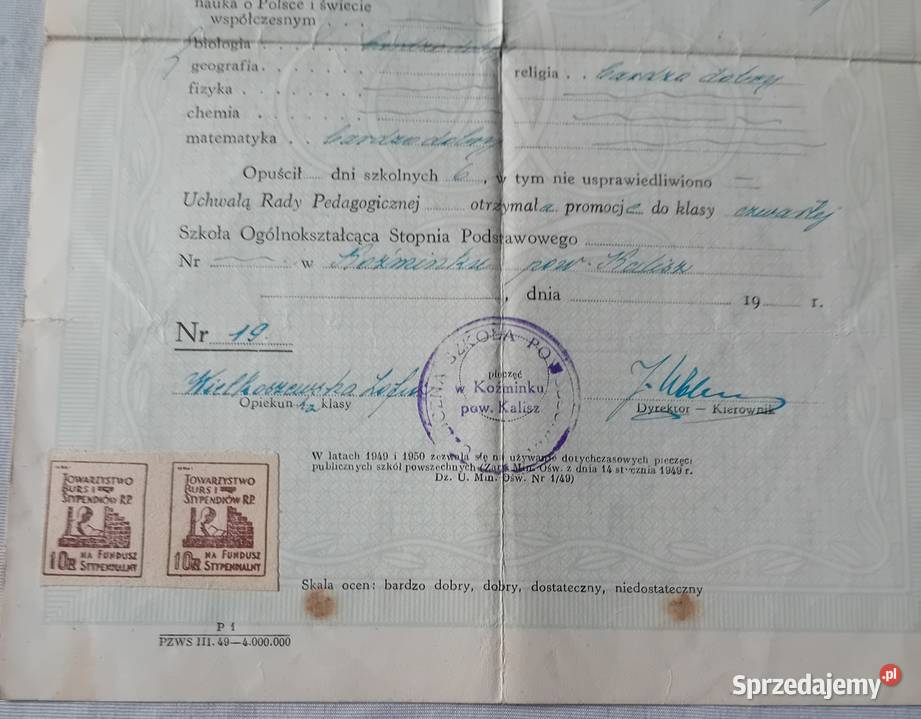 nauka o Polsce i świecie
współczesnym . . .
biologia . . . . . . . bardzo dobry
geografia . . . . . . . religia . . bardzo dobry
fizyka . . . . . . . .
chemia . . . . . . .
matematyka . . bardzo dobry
Opuścił ..... dni szkolnych 6 , w tym nie usprawiedliwiono —
Uchwałą Rady Pedagogicznej ........ otrzymała promocję do klasy czwartej
Szkoła Ogólnokształcąca Stopnia Podstawowego
Nr ........ w Koźminku pow. Kalisz
, dnia ........ 19 ..... r.
Nr 19.
SZKOŁA
pieczęć
w Koźminku
pow. Kalisz
Wielkoszewska Zofia
Opiekun ka klasy
Dyrektor — Kierownik
W latach 1949 i 1950 zezwala się na używanie dotychczasowych pieczęci
publicznych szkół powszechnych (Zarz. Min. Ośw. z dnia 14 stycznia 1949 r.
Dz. U. Min. Ośw. Nr 1/49)
TOWARZYSTWO
BURS I
STYPENDIÓW R.P.
10 ZŁ NA FUNDUSZ
STYPENDIALNY
TOWARZYSTWO
BURS I
STYPENDIÓW R.P.
10 ZŁ NA FUNDUSZ
STYPENDIALNY
Skala ocen: bardzo dobry, dobry, dostateczny, niedostateczny
P 1
PZWS III. 49—4.000.000
Sprzedajemy.pl